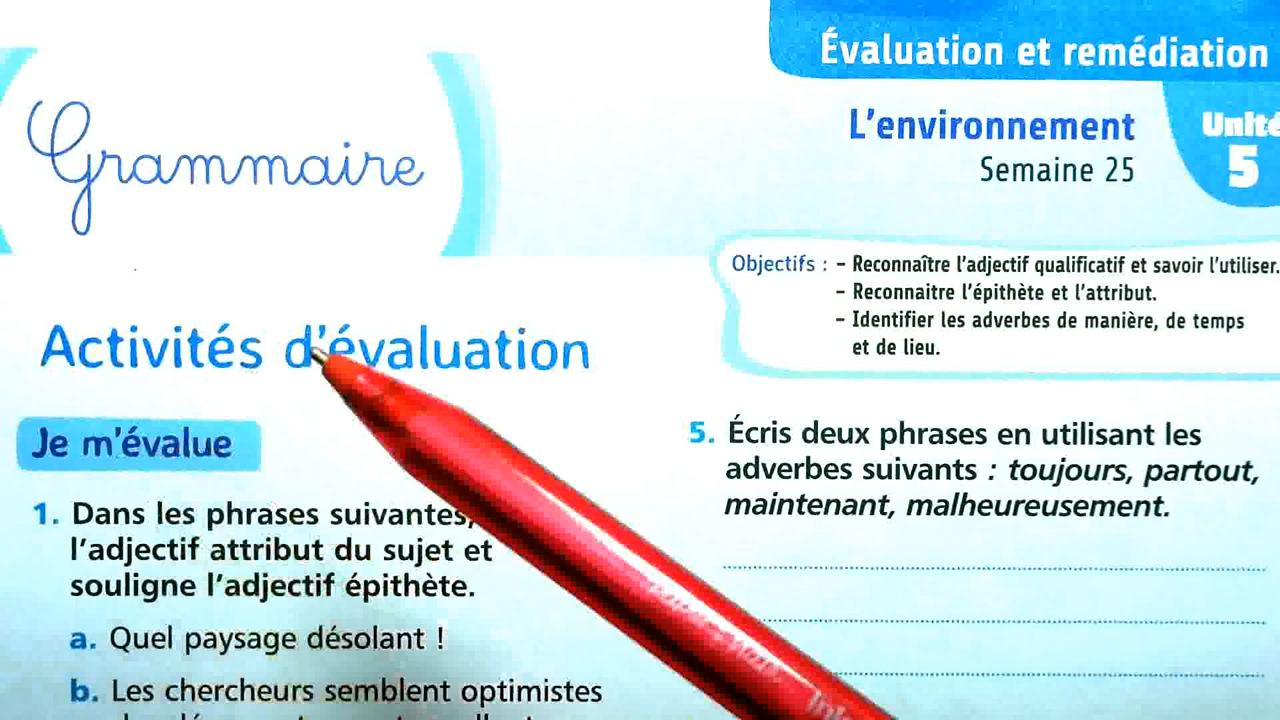 Évaluation et remédiation
L'environnement
Semaine 25
Unité
5
Grammaire
Objectifs : – Reconnaître l'adjectif qualificatif et savoir l'utiliser.
– Reconnaitre l'épithète et l'attribut.
– Identifier les adverbes de manière, de temps
et de lieu.
Activités d'évaluation
Je m'évalue
1. Dans les phrases suivantes,
l'adjectif attribut du sujet et
souligne l'adjectif épithète.
a. Quel paysage désolant !
b. Les chercheurs semblent optimistes
5. Écris deux phrases en utilisant les
adverbes suivants : toujours, partout,
maintenant, malheureusement.